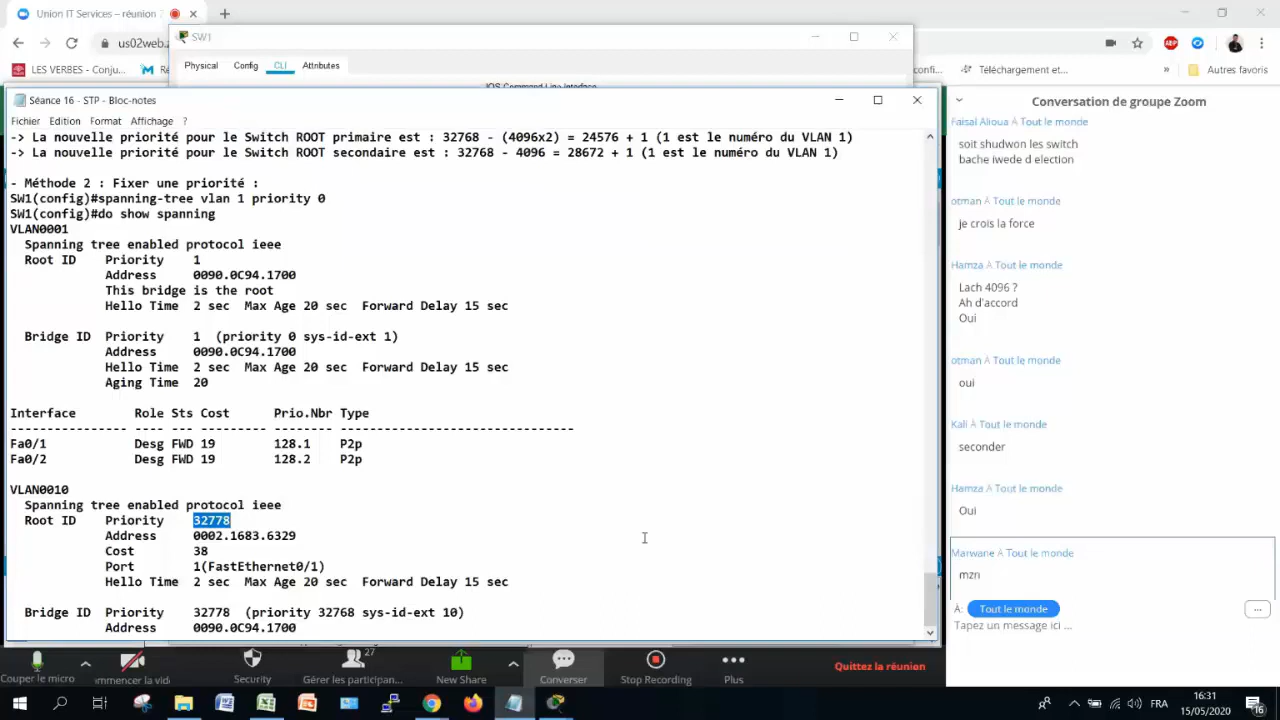 Union IT Services – réunion
us02web.z
LES VERBES - Conju...
Ré
confi...
Téléchargement et...
»
Autres favoris
SW1
Physical Config CLI Attributes
IOS Command Line Interface
Séance 16 - STP - Bloc-notes
Fichier Edition Format Affichage ?
-> La nouvelle priorité pour le Switch ROOT primaire est : 32768 - (4096x2) = 24576 + 1 (1 est le numéro du VLAN 1)
-> La nouvelle priorité pour le Switch ROOT secondaire est : 32768 - 4096 = 28672 + 1 (1 est le numéro du VLAN 1)
- Méthode 2 : Fixer une priorité :
SW1(config)#spanning-tree vlan 1 priority 0
SW1(config)#do show spanning
VLAN0001
Spanning tree enabled protocol ieee
Root ID Priority 1
Address 0090.0C94.1700
This bridge is the root
Hello Time 2 sec Max Age 20 sec Forward Delay 15 sec
Bridge ID Priority 1 (priority 0 sys-id-ext 1)
Address 0090.0C94.1700
Hello Time 2 sec Max Age 20 sec Forward Delay 15 sec
Aging Time 20
Interface Role Sts Cost Prio.Nbr Type
---------------- ---- --- --------- -------- --------------------------------
Fa0/1 Desg FWD 19 128.1 P2p
Fa0/2 Desg FWD 19 128.2 P2p
VLAN0010
Spanning tree enabled protocol ieee
Root ID Priority 32778
Address 0002.1683.6329
Cost 38
Port 1(FastEthernet0/1)
Hello Time 2 sec Max Age 20 sec Forward Delay 15 sec
Bridge ID Priority 32778 (priority 32768 sys-id-ext 10)
Address 0090.0C94.1700
Conversation de groupe Zoom
Faisal Alioua À Tout le monde
soit shudwon les switch
bache iwede d election
otman À Tout le monde
je crois la force
Hamza À Tout le monde
Lach 4096 ?
Ah d'accord
Oui
otman À Tout le monde
oui
Kali À Tout le monde
seconder
Hamza À Tout le monde
Oui
Marwane À Tout le monde
mzn
À: Tout le monde ...
Tapez un message ici ...
27
Couper le micro
ommencer la vidé
Security
Gérer les participan...
New Share
Converser
Stop Recording
Plus
Quittez la réunion
FRA
16:31
15/05/2020
16